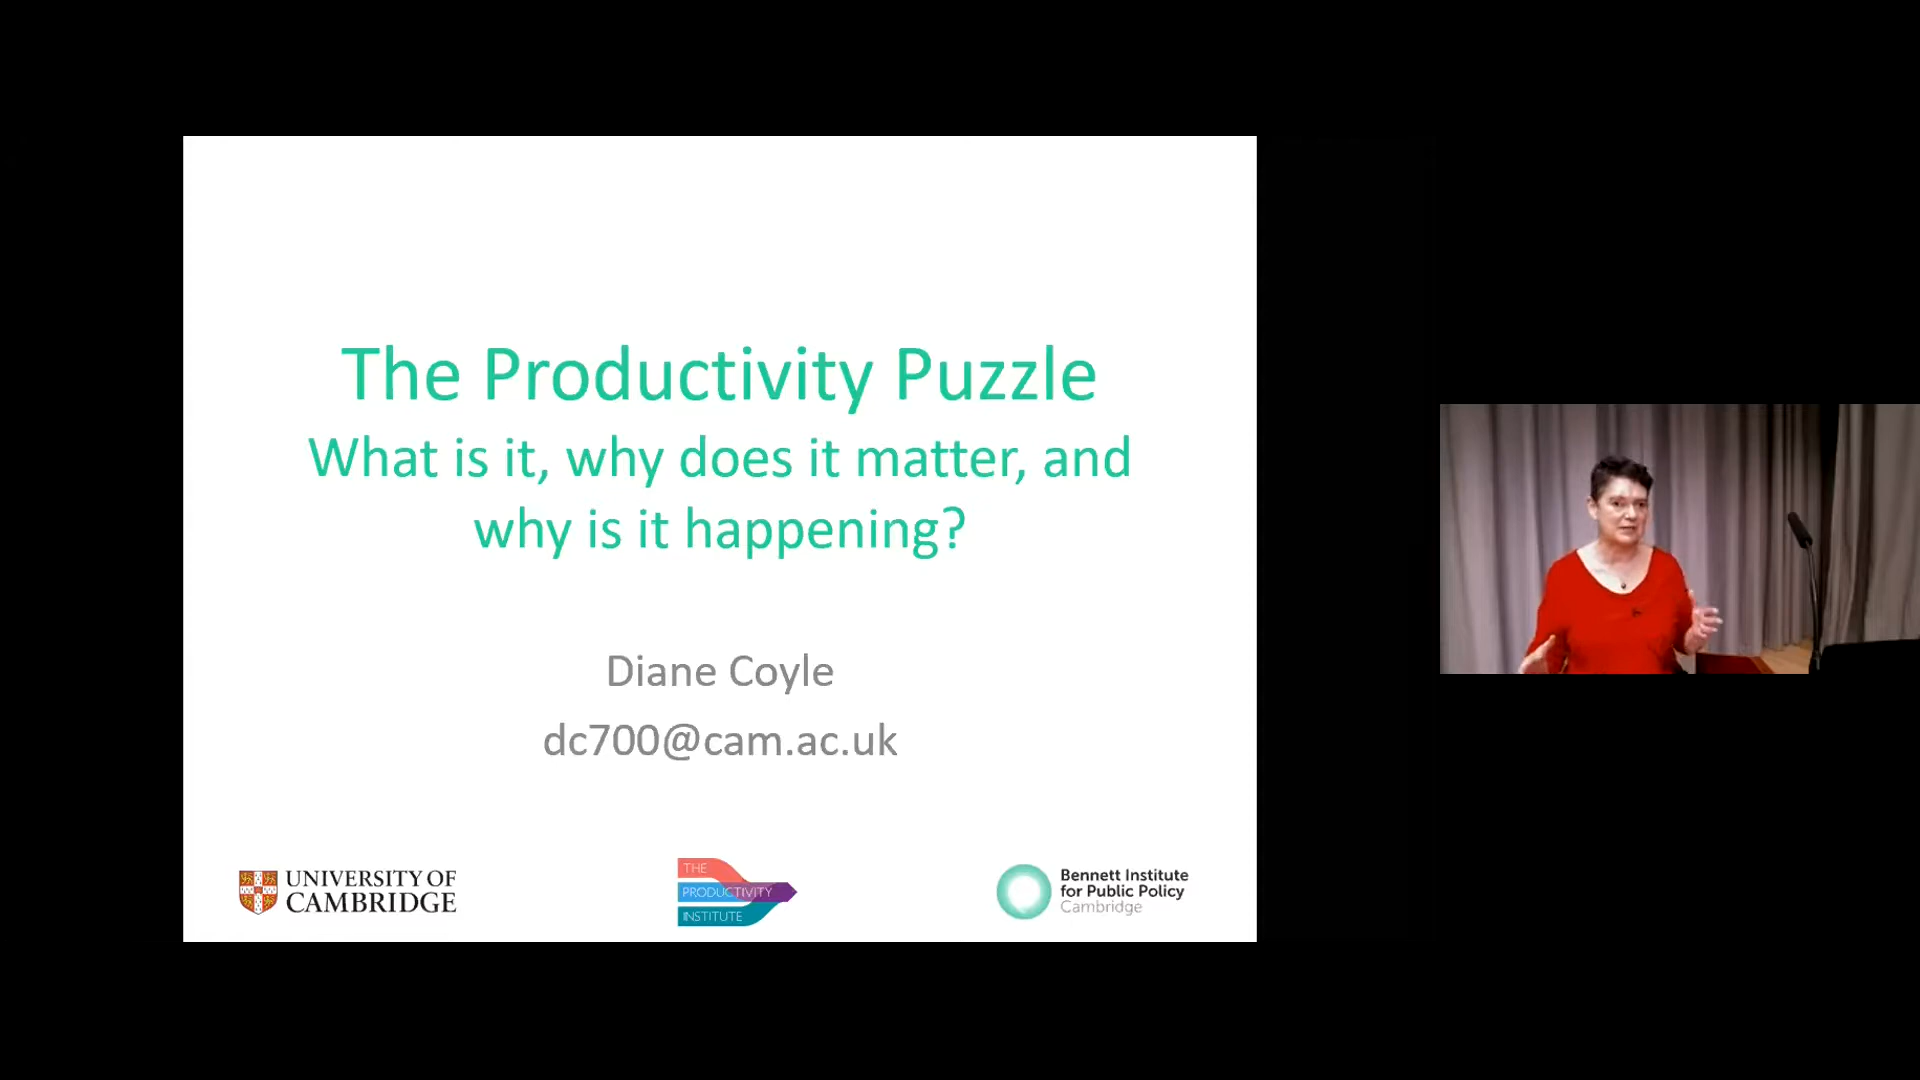 The Productivity Puzzle
What is it, why does it matter, and
why is it happening?
Diane Coyle
dc700@cam.ac.uk
UNIVERSITY OF
CAMBRIDGE
THE
PRODUCTIVITY
INSTITUTE
Bennett Institute
for Public Policy
Cambridge